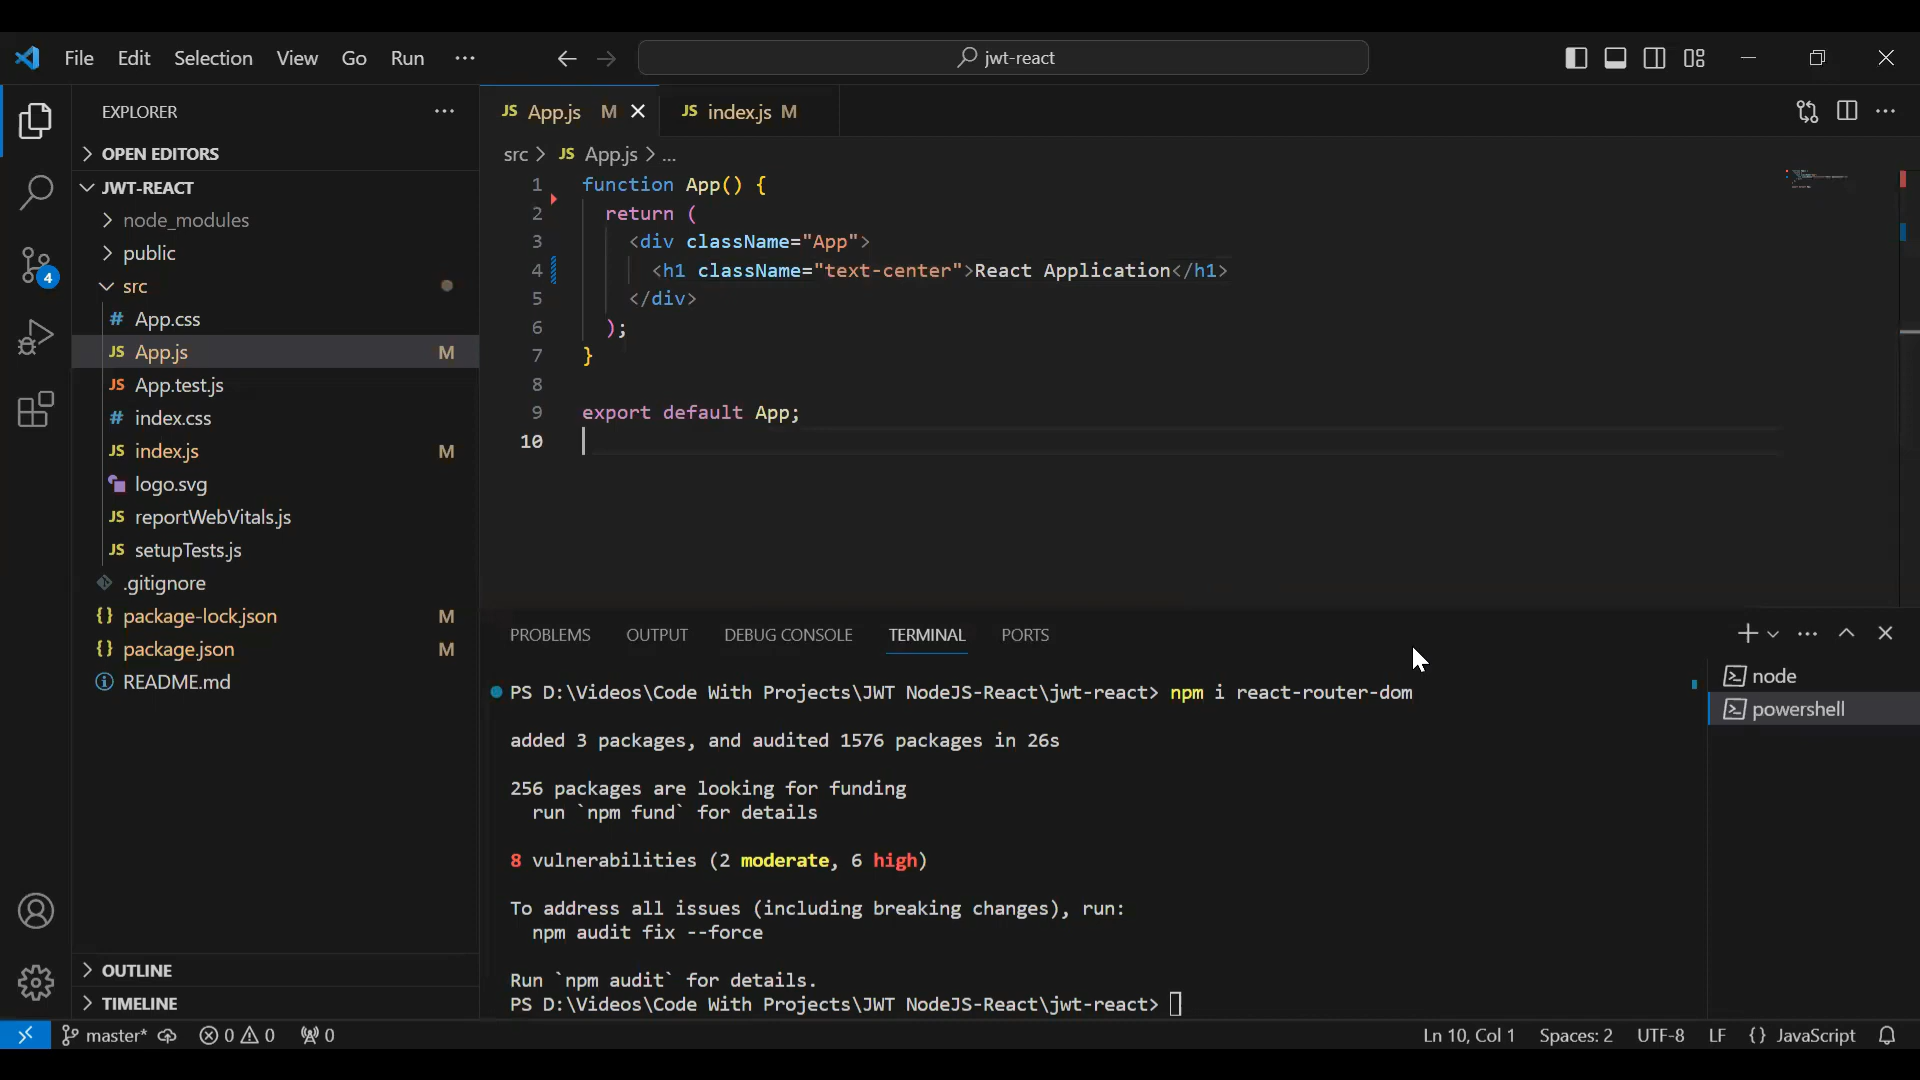 File Edit Selection View Go Run ··· jwt-react
EXPLORER
OPEN EDITORS
JWT-REACT
node_modules
public
src
# App.css
JS App.js M
JS App.test.js
# index.css
JS index.js M
logo.svg
JS reportWebVitals.js
JS setupTests.js
.gitignore
{} package-lock.json M
{} package.json M
README.md
OUTLINE
TIMELINE
4
JS App.js M JS index.js M
src > JS App.js > ...
1 function App() {
2 return (
3 <div className="App">
4 <h1 className="text-center">React Application</h1>
5 </div>
6 );
7 }
8
9 export default App;
10
PROBLEMS OUTPUT DEBUG CONSOLE TERMINAL PORTS
PS D:\Videos\Code With Projects\JWT NodeJS-React\jwt-react> npm i react-router-dom
added 3 packages, and audited 1576 packages in 26s
256 packages are looking for funding
run `npm fund` for details
8 vulnerabilities (2 moderate, 6 high)
To address all issues (including breaking changes), run:
npm audit fix --force
Run `npm audit` for details.
PS D:\Videos\Code With Projects\JWT NodeJS-React\jwt-react>
node
powershell
master* 0 0 0 Ln 10, Col 1 Spaces: 2 UTF-8 LF {} JavaScript